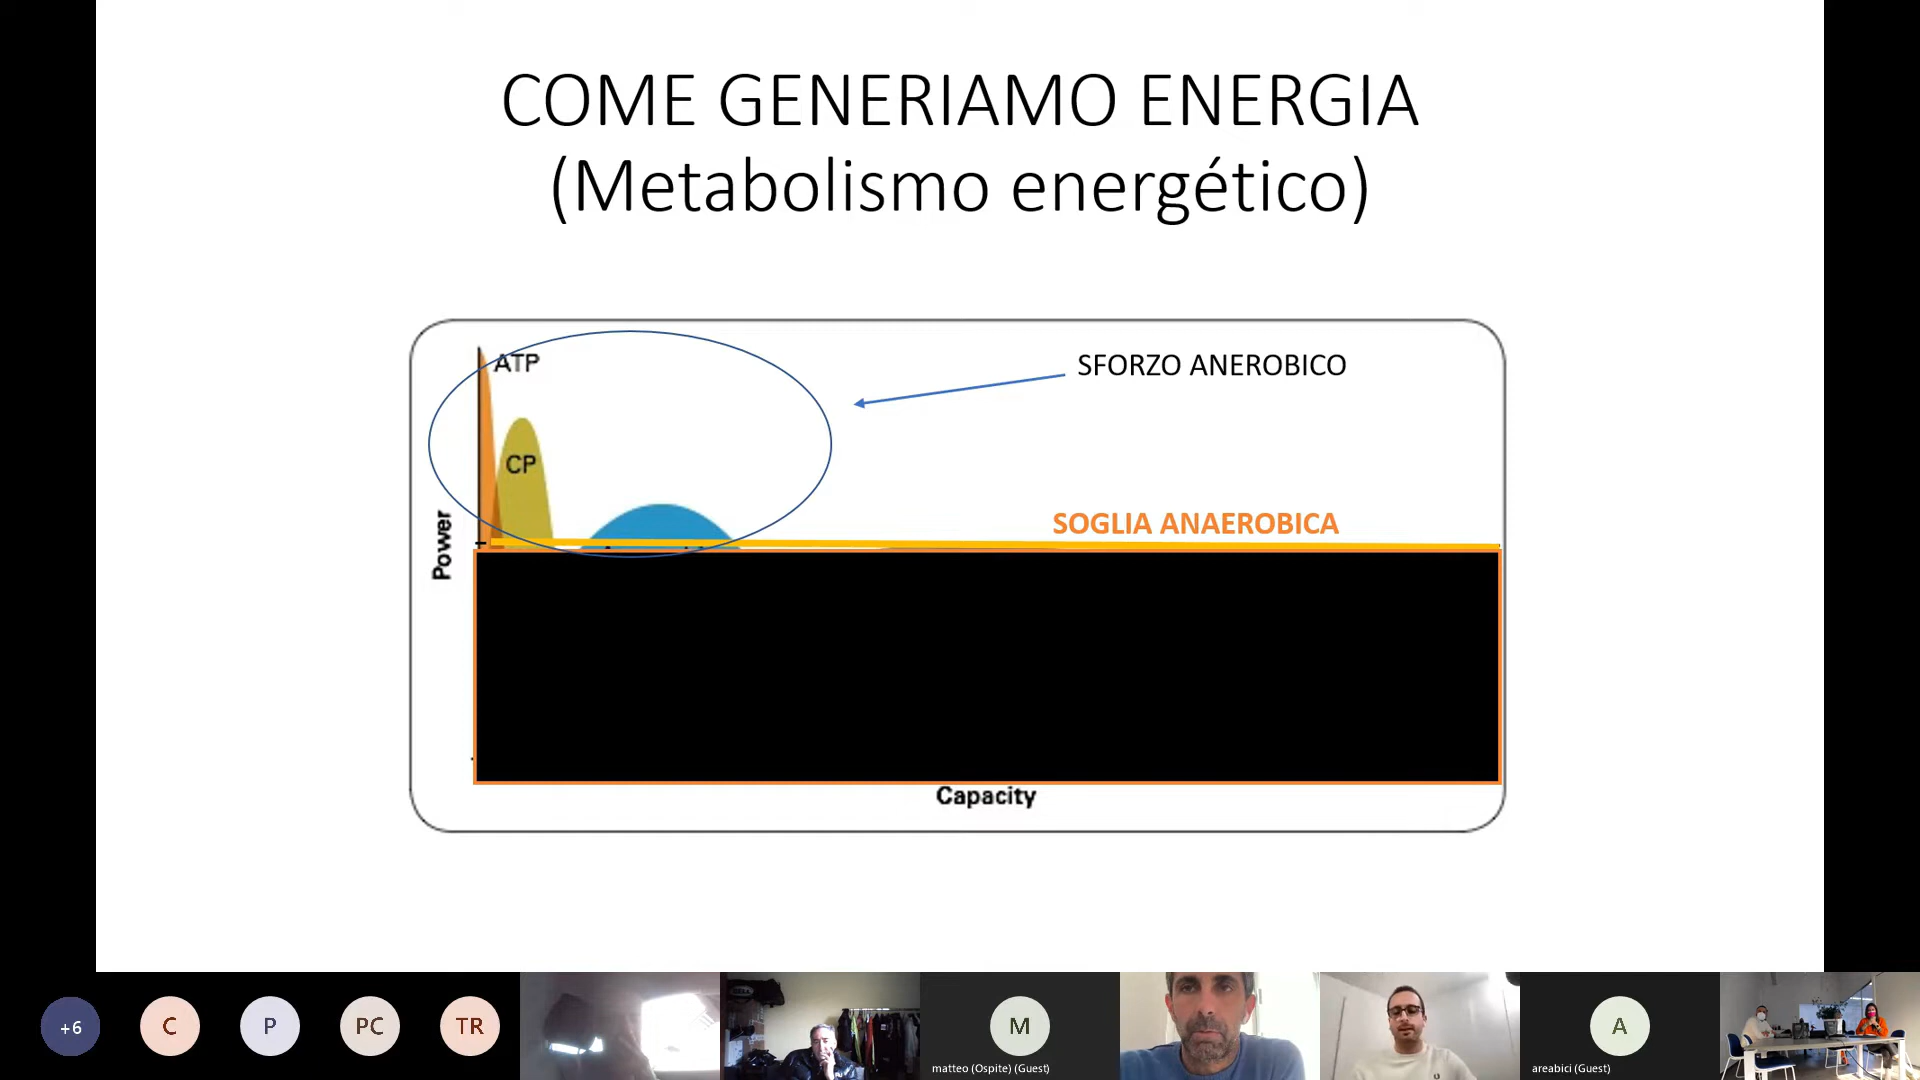 COME GENERIAMO ENERGIA
(Metabolismo energético)
ATP
SFORZO ANEROBICO
CP
SOGLIA ANAEROBICA
Power
Capacity
+6
C
P
PC
TR
M
matteo (Ospite) (Guest)
A
areabici (Guest)